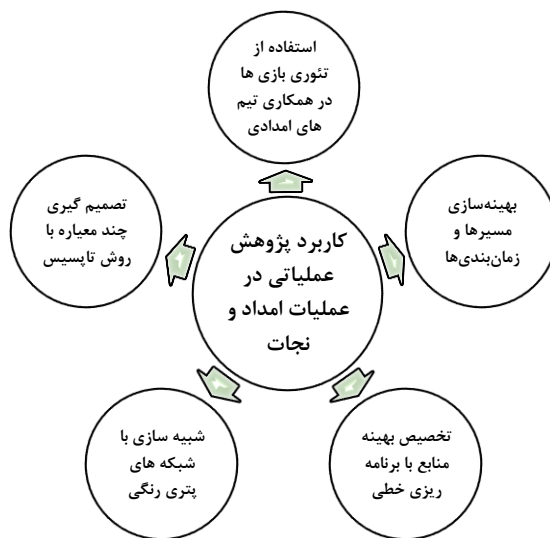 استفاده از
تئوری بازی ها
در همکاری تیم
های امدادی
بهینه‌سازی
مسیرها و
زمان‌بندی‌ها
تصمیم گیری
چند معیاره با
روش تاپسیس
کاربرد پژوهش
عملیاتی در
عملیات امداد و
نجات
تخصیص بهینه
منابع با برنامه
ریزی خطی
شبیه سازی با
شبکه های
پتری رنگی